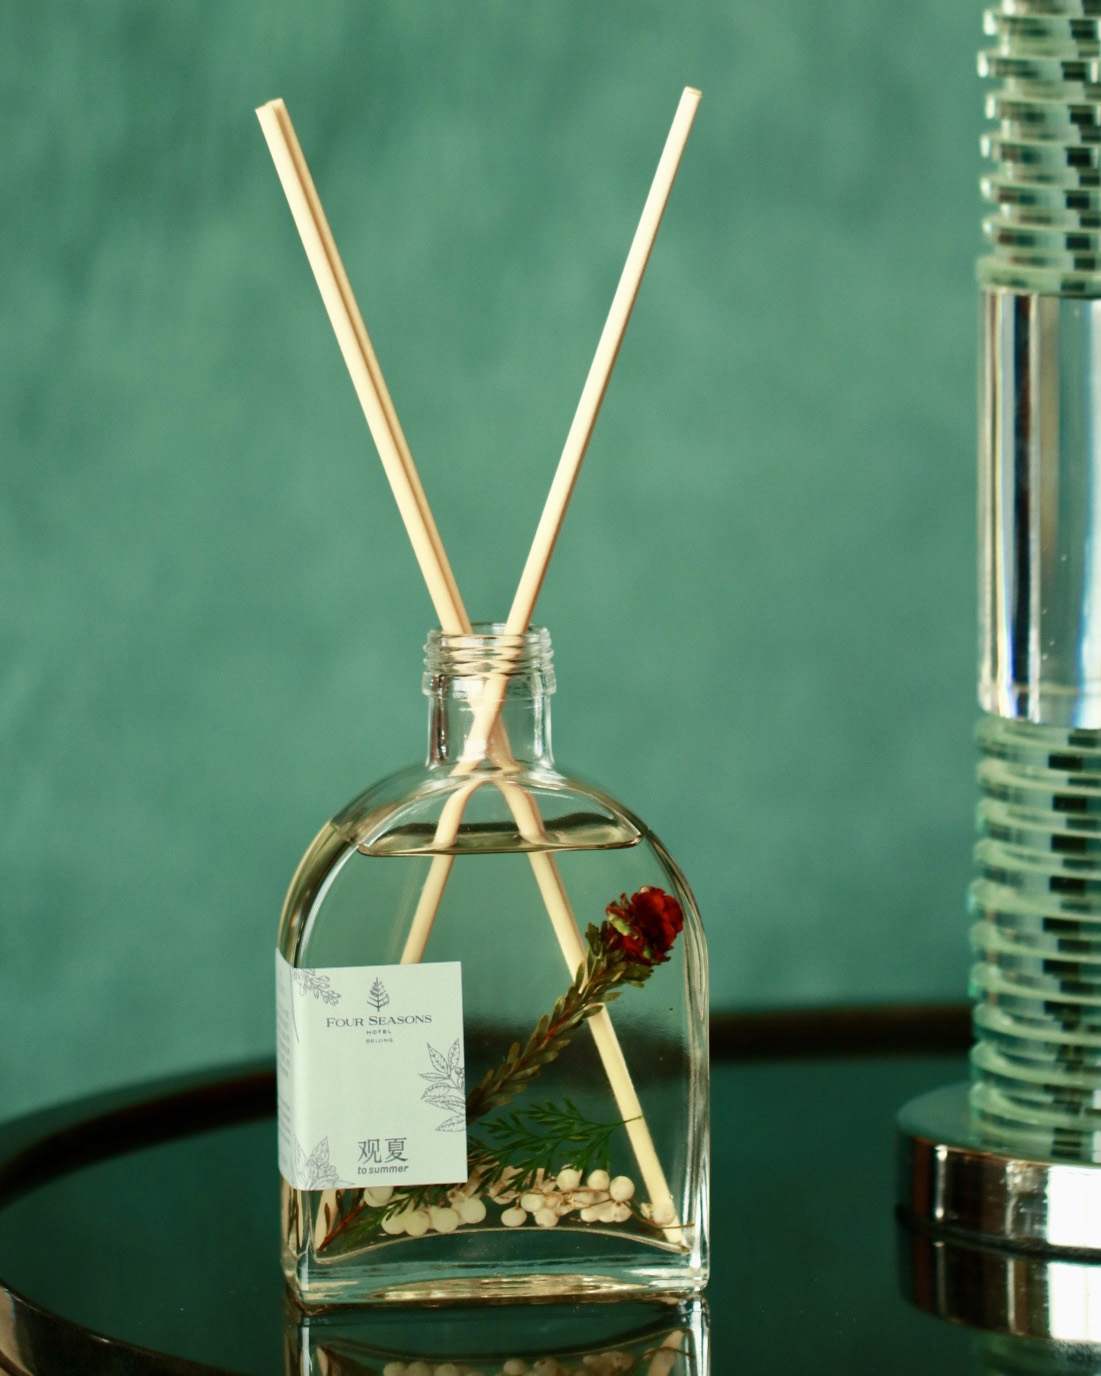 FOUR SEASONS
HOTEL
BEIJING
观夏
to summer